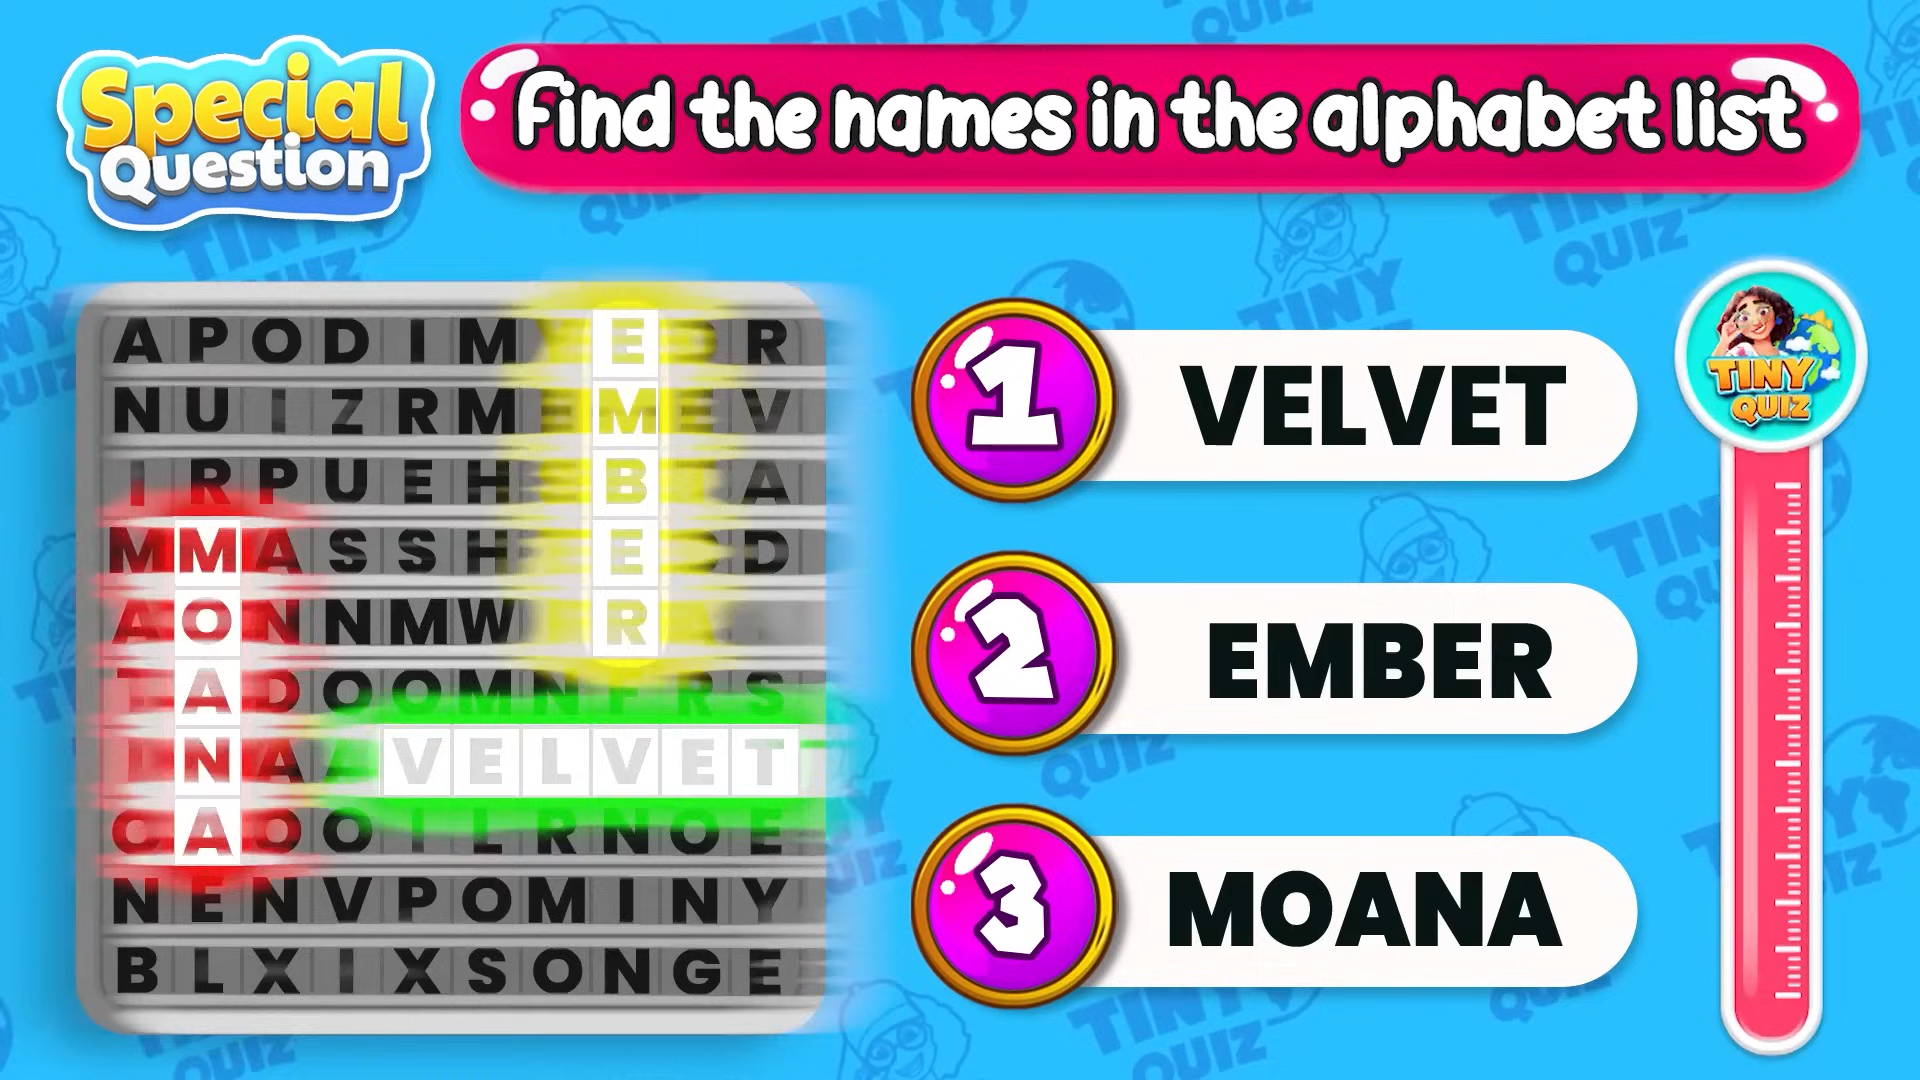 Special
Question
Find the names in the alphabet list
A P O D I M E R
N U I Z R M M E V
I R P U E H B A
M M A S S H E D
A O N N M W R
A D O O M N F R S
I N A A V E L V E T
O A O O I L R N O E
N E N V P O M I N Y
B L X I X S O N G E
1 VELVET
2 EMBER
3 MOANA
TINY
QUIZ